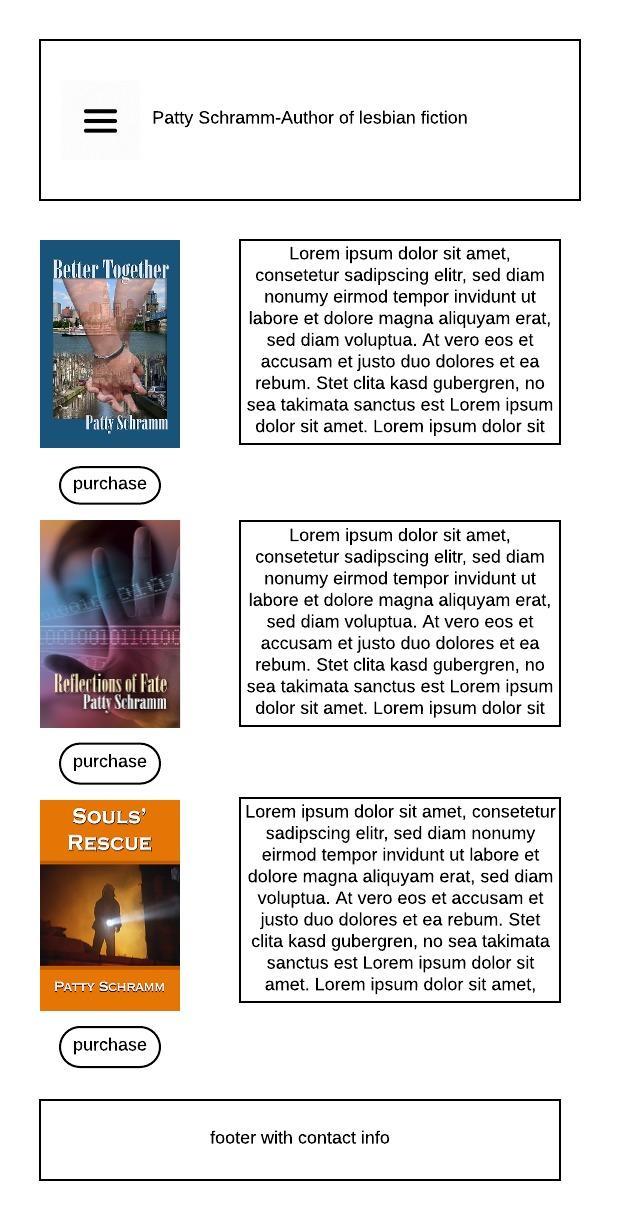 Patty Schramm-Author of lesbian fiction
Better Together
Patty Schramm
Lorem ipsum dolor sit amet,
consetetur sadipscing elitr, sed diam
nonumy eirmod tempor invidunt ut
labore et dolore magna aliquyam erat,
sed diam voluptua. At vero eos et
accusam et justo duo dolores et ea
rebum. Stet clita kasd gubergren, no
sea takimata sanctus est Lorem ipsum
dolor sit amet. Lorem ipsum dolor sit
purchase
Reflections of Fate
Patty Schramm
Lorem ipsum dolor sit amet,
consetetur sadipscing elitr, sed diam
nonumy eirmod tempor invidunt ut
labore et dolore magna aliquyam erat,
sed diam voluptua. At vero eos et
accusam et justo duo dolores et ea
rebum. Stet clita kasd gubergren, no
sea takimata sanctus est Lorem ipsum
dolor sit amet. Lorem ipsum dolor sit
purchase
SOULS'
RESCUE
PATTY SCHRAMM
Lorem ipsum dolor sit amet, consetetur
sadipscing elitr, sed diam nonumy
eirmod tempor invidunt ut labore et
dolore magna aliquyam erat, sed diam
voluptua. At vero eos et accusam et
justo duo dolores et ea rebum. Stet
clita kasd gubergren, no sea takimata
sanctus est Lorem ipsum dolor sit
amet. Lorem ipsum dolor sit amet,
purchase
footer with contact info